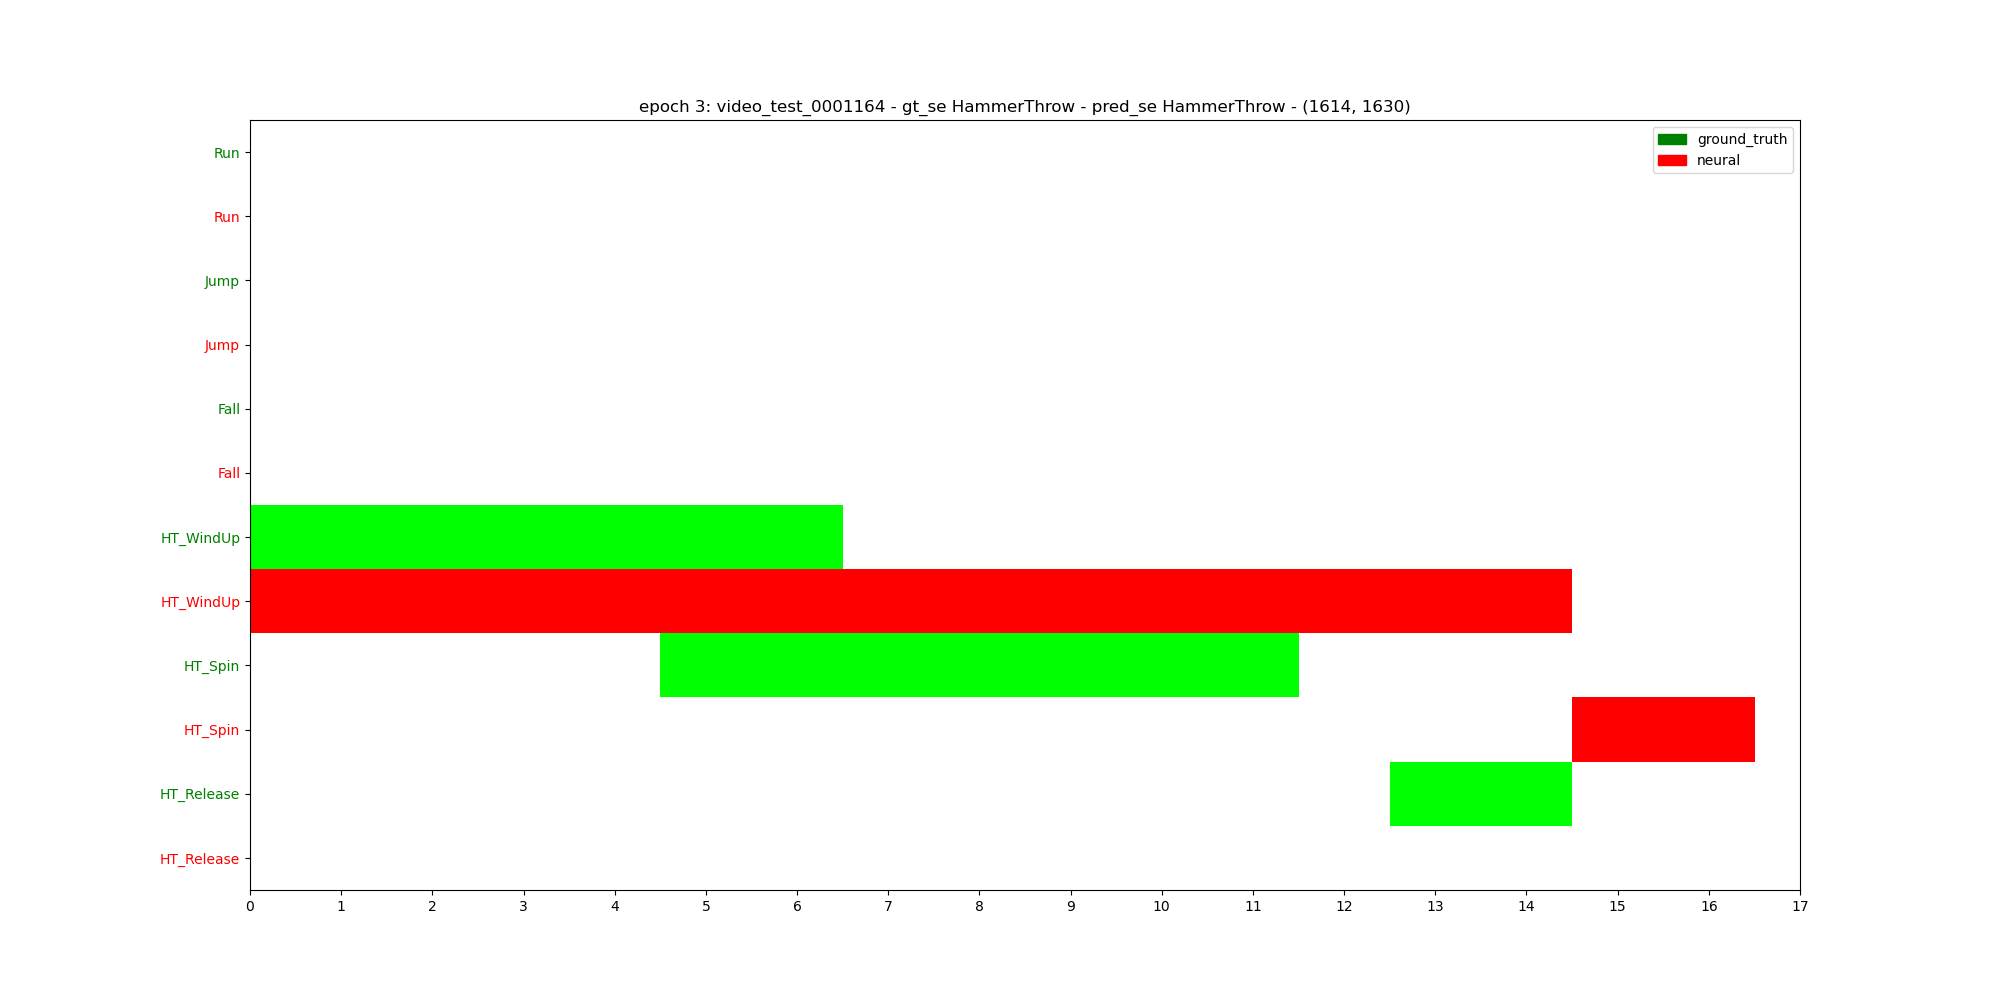 epoch 3: video_test_0001164 - gt_se HammerThrow - pred_se HammerThrow - (1614, 1630)
ground_truth
neural
Run
Run
Jump
Jump
Fall
Fall
HT_WindUp
HT_WindUp
HT_Spin
HT_Spin
HT_Release
HT_Release
0 1 2 3 4 5 6 7 8 9 10 11 12 13 14 15 16 17